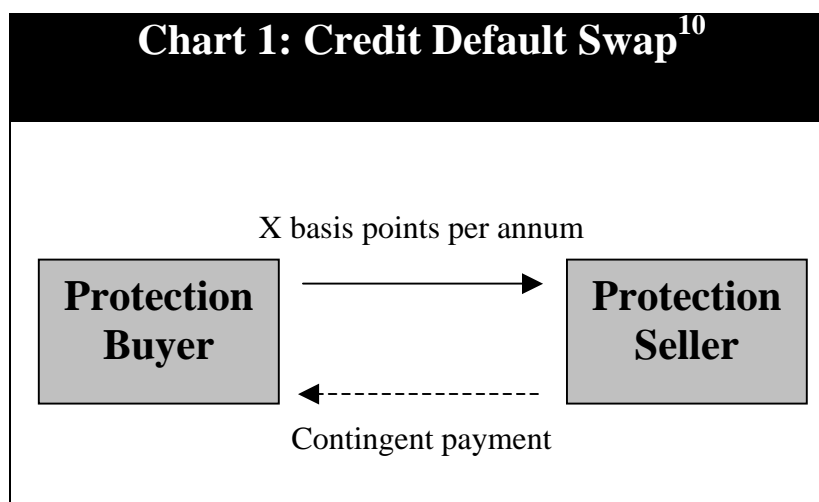 Chart 1: Credit Default Swap10
X basis points per annum
Protection
Buyer
Protection
Seller
Contingent payment